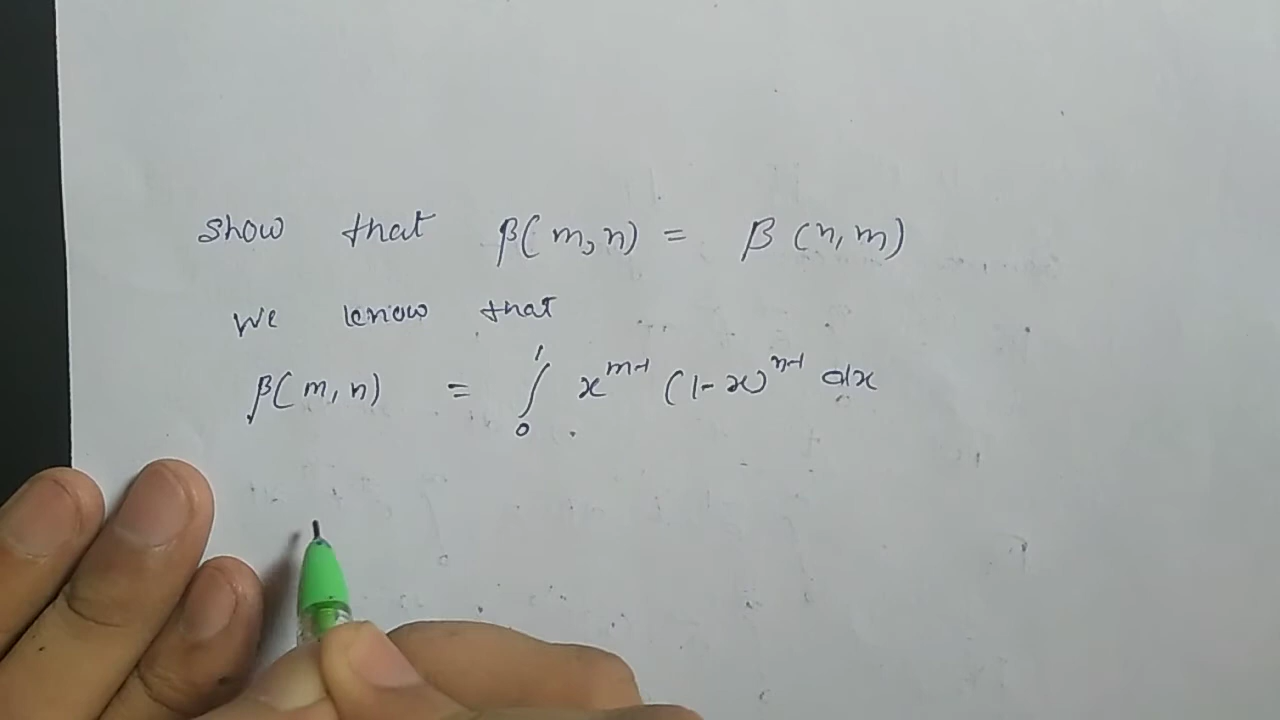 show that β(m,n) = β(n,m)
We know that
β(m,n) = ∫₀¹ x^{m-1} (1-x)^{n-1} dx